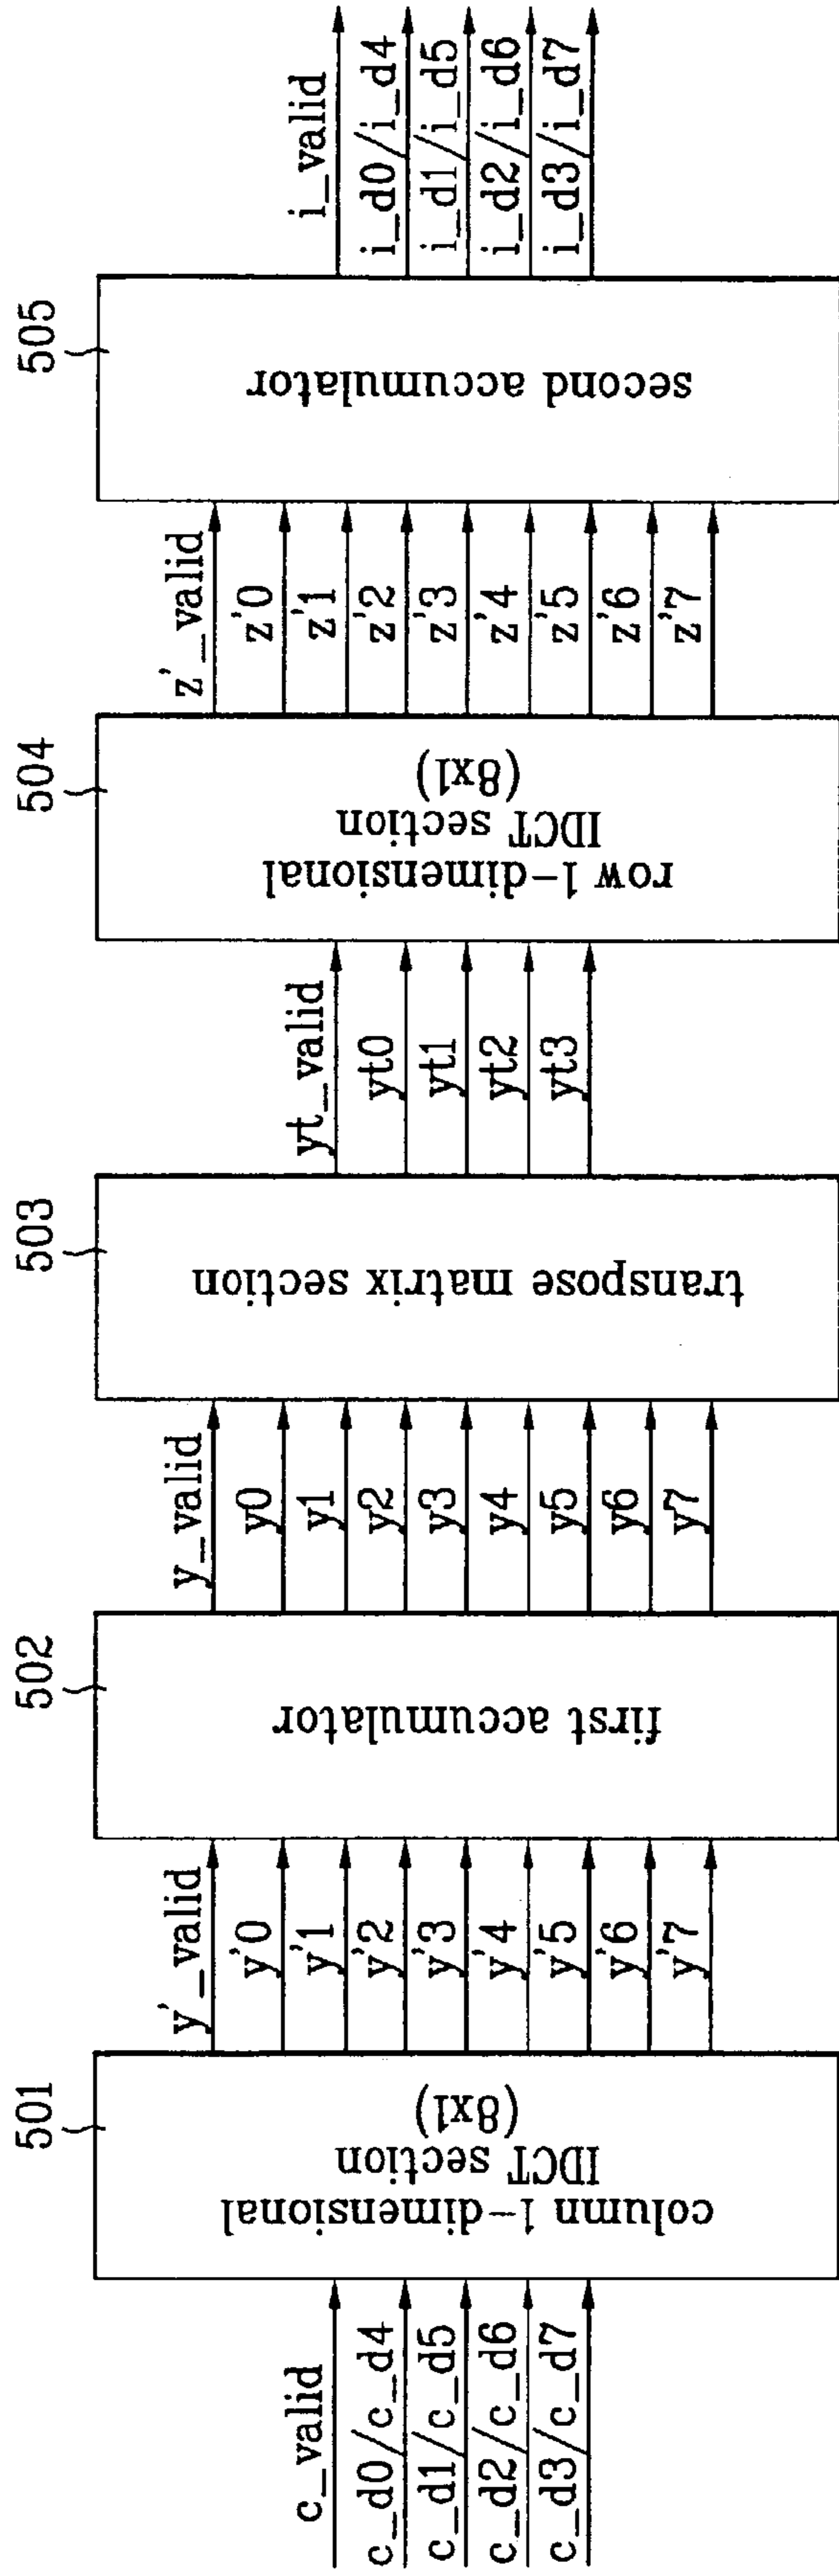 501
502
503
504
505
c_valid
c_d0/c_d4
c_d1/c_d5
c_d2/c_d6
c_d3/c_d7
column 1-dimensional
IDCT section
(8x1)
y'_valid
y'0
y'1
y'2
y'3
y'4
y'5
y'6
y'7
first accumulator
y_valid
y0
y1
y2
y3
y4
y5
y6
y7
transpose matrix section
yt_valid
yt0
yt1
yt2
yt3
row 1-dimensional
IDCT section
(8x1)
z'_valid
z'0
z'1
z'2
z'3
z'4
z'5
z'6
z'7
second accumulator
i_valid
i_d0/i_d4
i_d1/i_d5
i_d2/i_d6
i_d3/i_d7